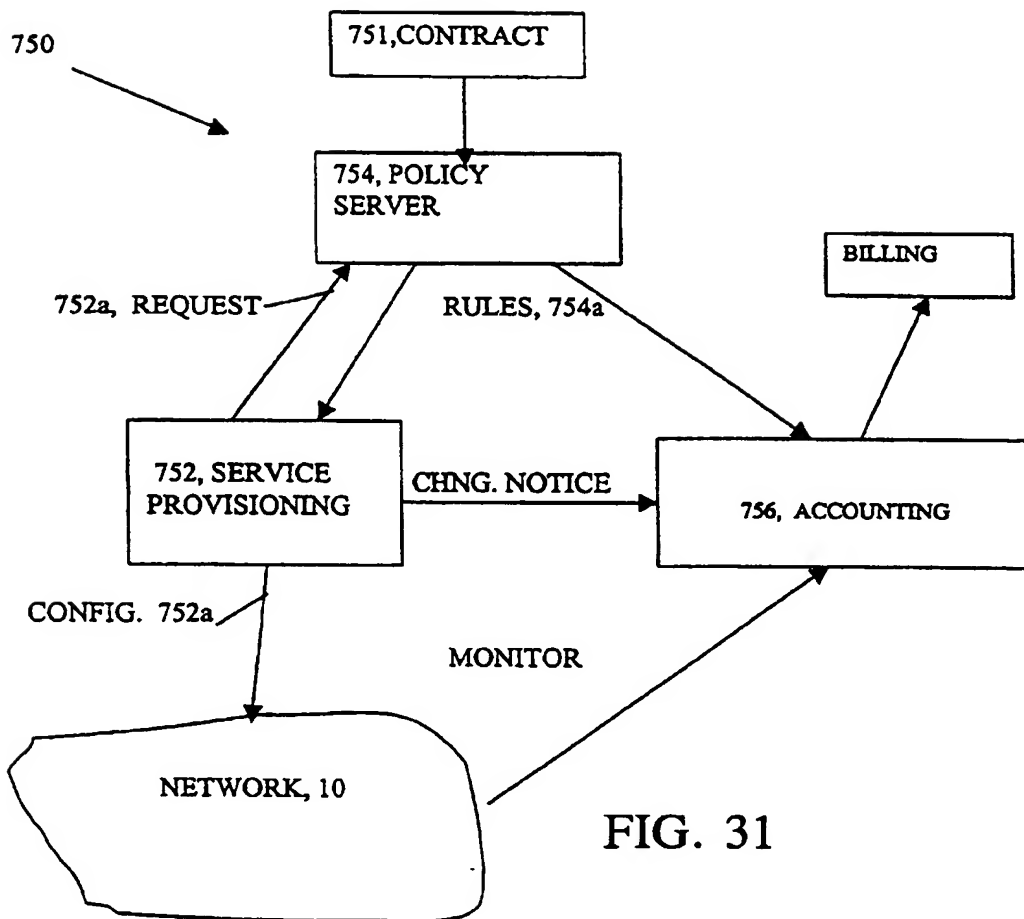 750
751,CONTRACT
754, POLICY
SERVER
BILLING
752a, REQUEST
RULES, 754a
752, SERVICE
PROVISIONING
CHNG. NOTICE
756, ACCOUNTING
CONFIG. 752a
MONITOR
NETWORK, 10
FIG. 31